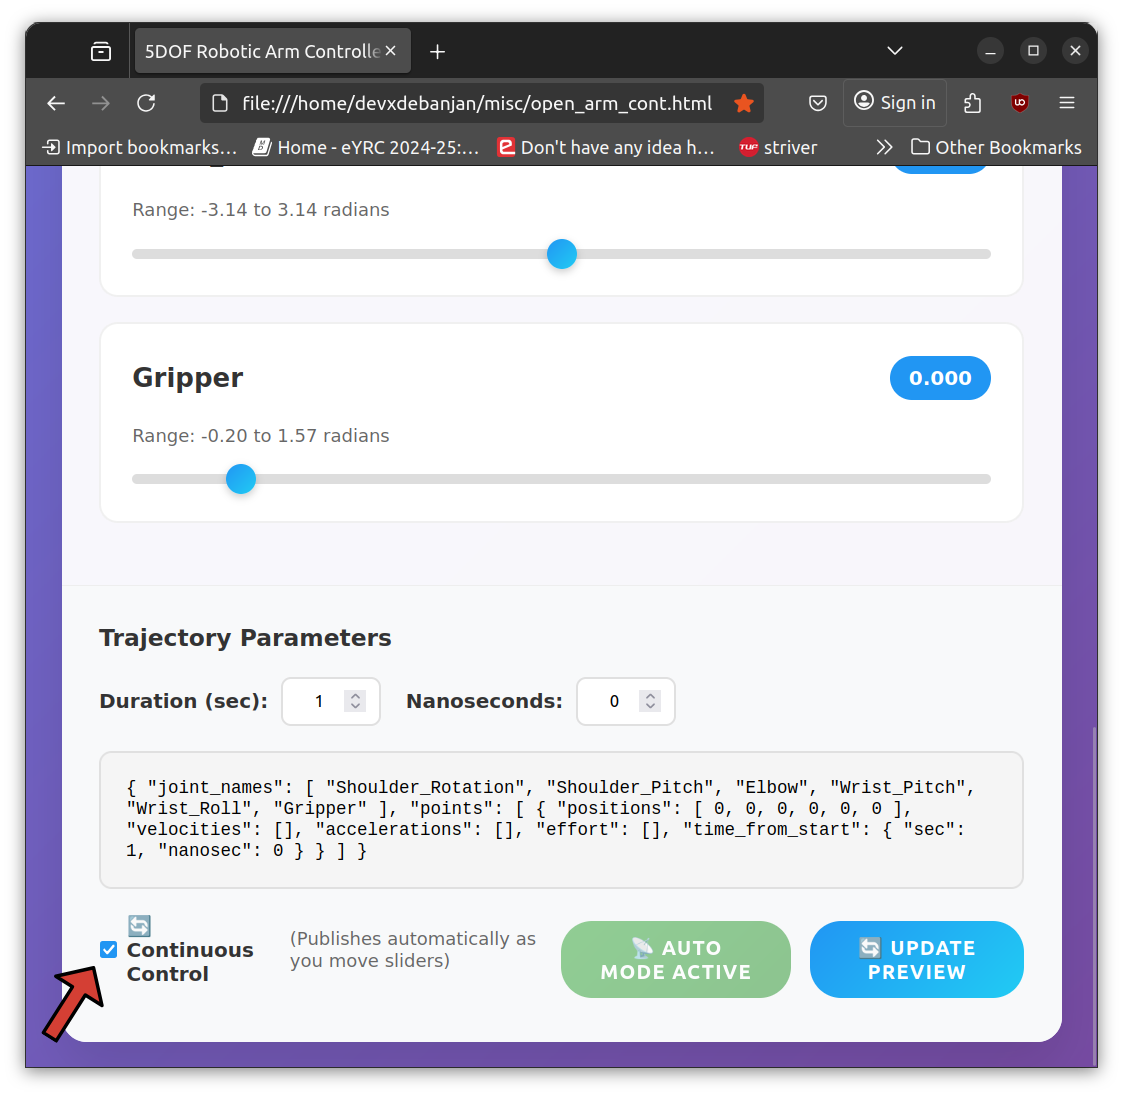 5DOF Robotic Arm Controlle
file:///home/devxdebanjan/misc/open_arm_cont.html
Sign in
Import bookmarks...
Home - eYRC 2024-25:...
Don't have any idea h...
TUF striver
Other Bookmarks
Range: -3.14 to 3.14 radians
Gripper
0.000
Range: -0.20 to 1.57 radians
Trajectory Parameters
Duration (sec): 1 Nanoseconds: 0
{ "joint_names": [ "Shoulder_Rotation", "Shoulder_Pitch", "Elbow", "Wrist_Pitch",
"Wrist_Roll", "Gripper" ], "points": [ { "positions": [ 0, 0, 0, 0, 0, 0 ],
"velocities": [], "accelerations": [], "effort": [], "time_from_start": { "sec":
1, "nanosec": 0 } } ] }
Continuous
Control
(Publishes automatically as
you move sliders)
AUTO
MODE ACTIVE
UPDATE
PREVIEW